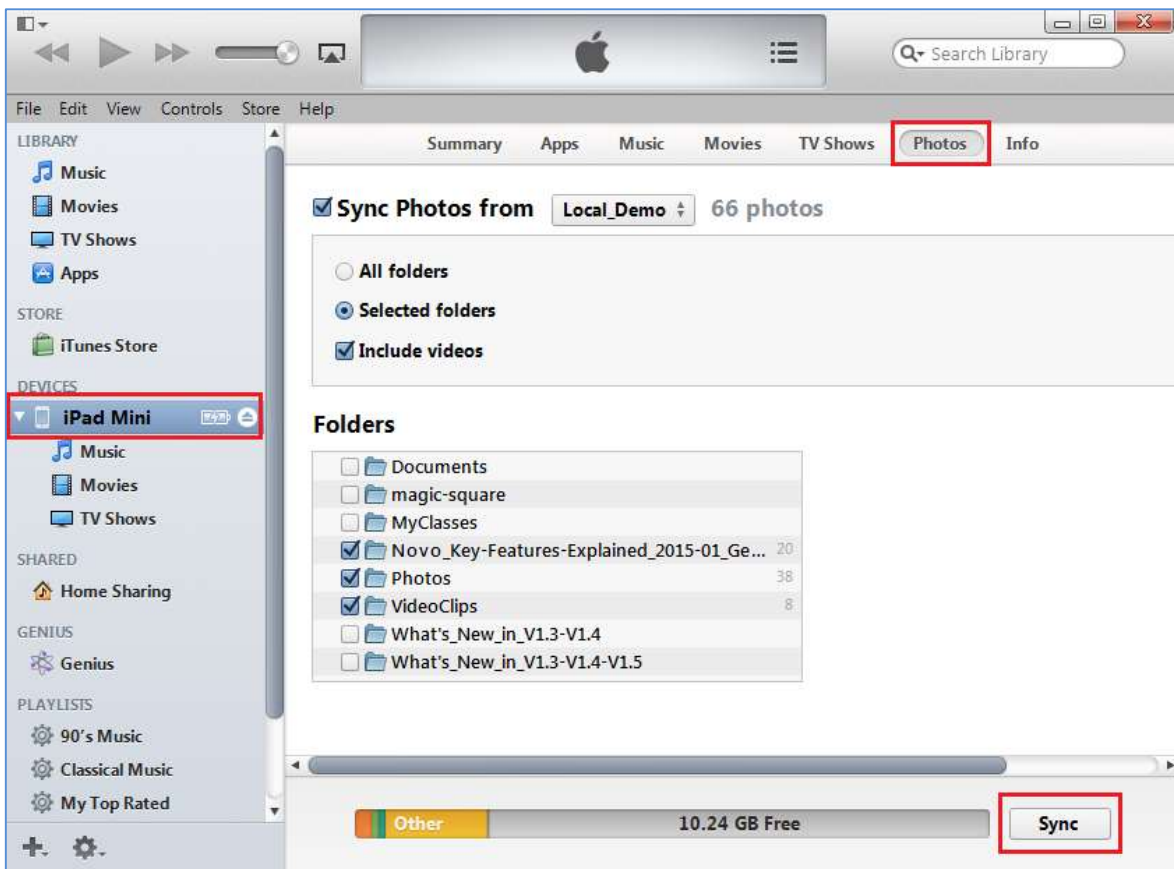 Search Library
File Edit View Controls Store Help
LIBRARY
Music
Movies
TV Shows
Apps
STORE
iTunes Store
DEVICES
iPad Mini
Music
Movies
TV Shows
SHARED
Home Sharing
GENIUS
Genius
PLAYLISTS
90's Music
Classical Music
My Top Rated
Summary Apps Music Movies TV Shows Photos Info
Sync Photos from Local_Demo 66 photos
All folders
Selected folders
Include videos
Folders
Documents
magic-square
MyClasses
Novo_Key-Features-Explained_2015-01_Ge... 20
Photos 38
VideoClips 8
What's_New_in_V1.3-V1.4
What's_New_in_V1.3-V1.4-V1.5
Other 10.24 GB Free Sync